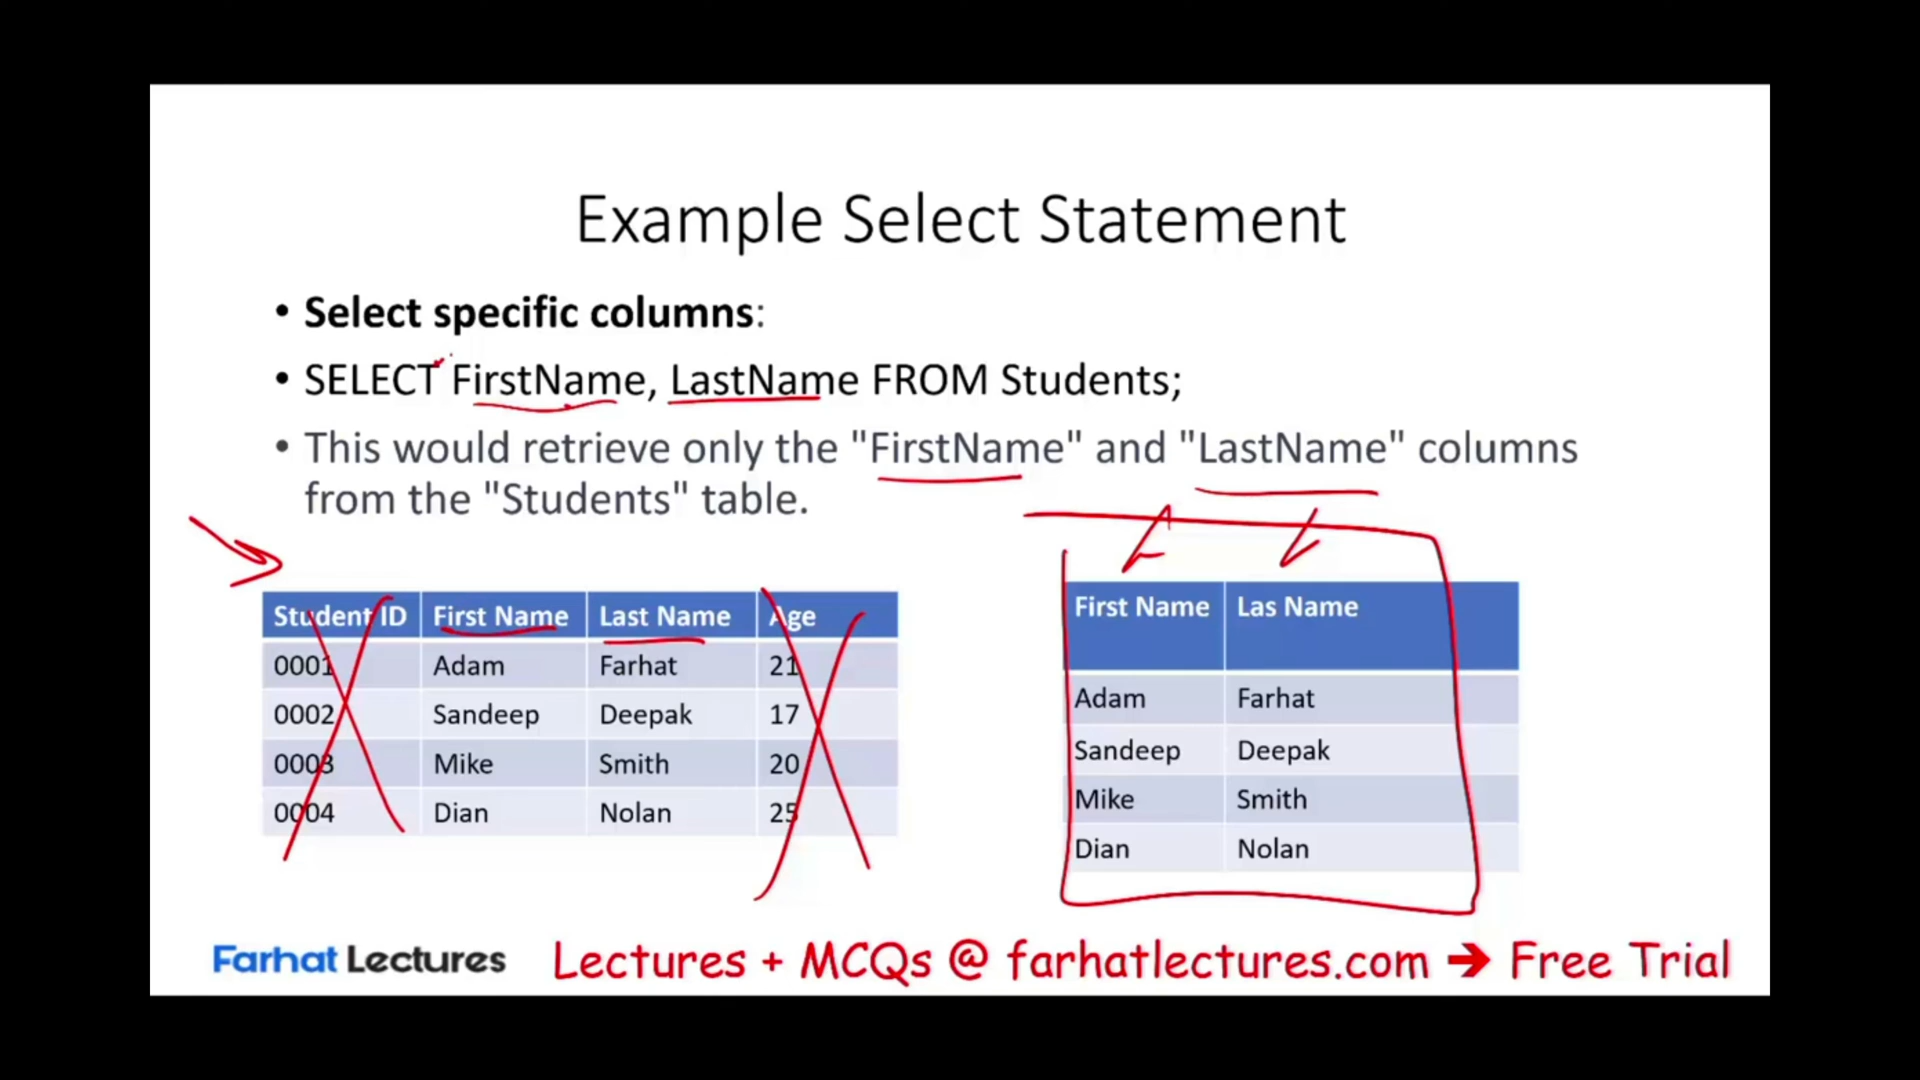 Example Select Statement
• Select specific columns:
• SELECT FirstName, LastName FROM Students;
• This would retrieve only the "FirstName" and "LastName" columns
from the "Students" table.
Student ID First Name Last Name Age
0001 Adam Farhat 21
0002 Sandeep Deepak 17
0003 Mike Smith 20
0004 Dian Nolan 25
First Name Las Name
Adam Farhat
Sandeep Deepak
Mike Smith
Dian Nolan
Farhat Lectures Lectures + MCQs @ farhatlectures.com ➔ Free Trial